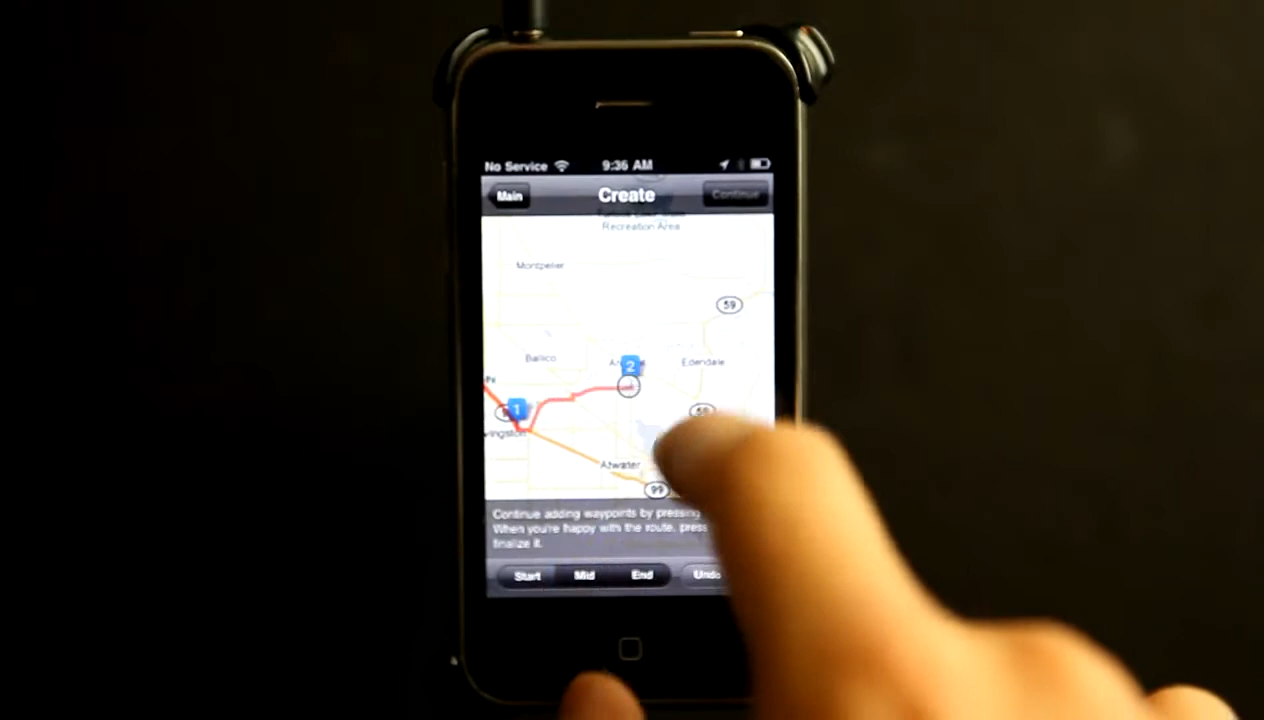 No Service 9:36 AM
Main Create Continue
Recreation Area
Montpelier
59
Ballico
Edendale
2
1
59
Atwater
99
Continue adding waypoints by pressing
When you're happy with the route, press
finalize it.
Start Mid End Undo